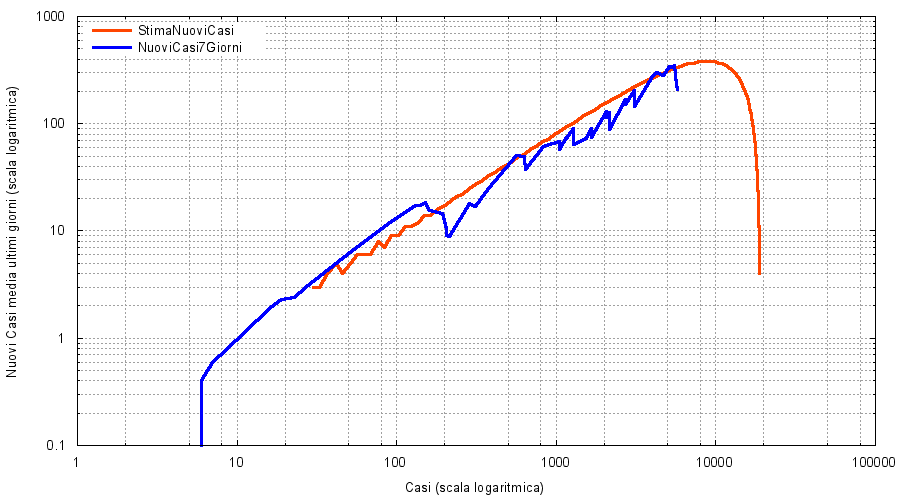 1000
StimaNuoviCasi
NuoviCasi7Giorni
100
10
1
0.1
Nuovi Casi media ultimi giorni (scala logaritmica)
1 10 100 1000 10000 100000
Casi (scala logaritmica)